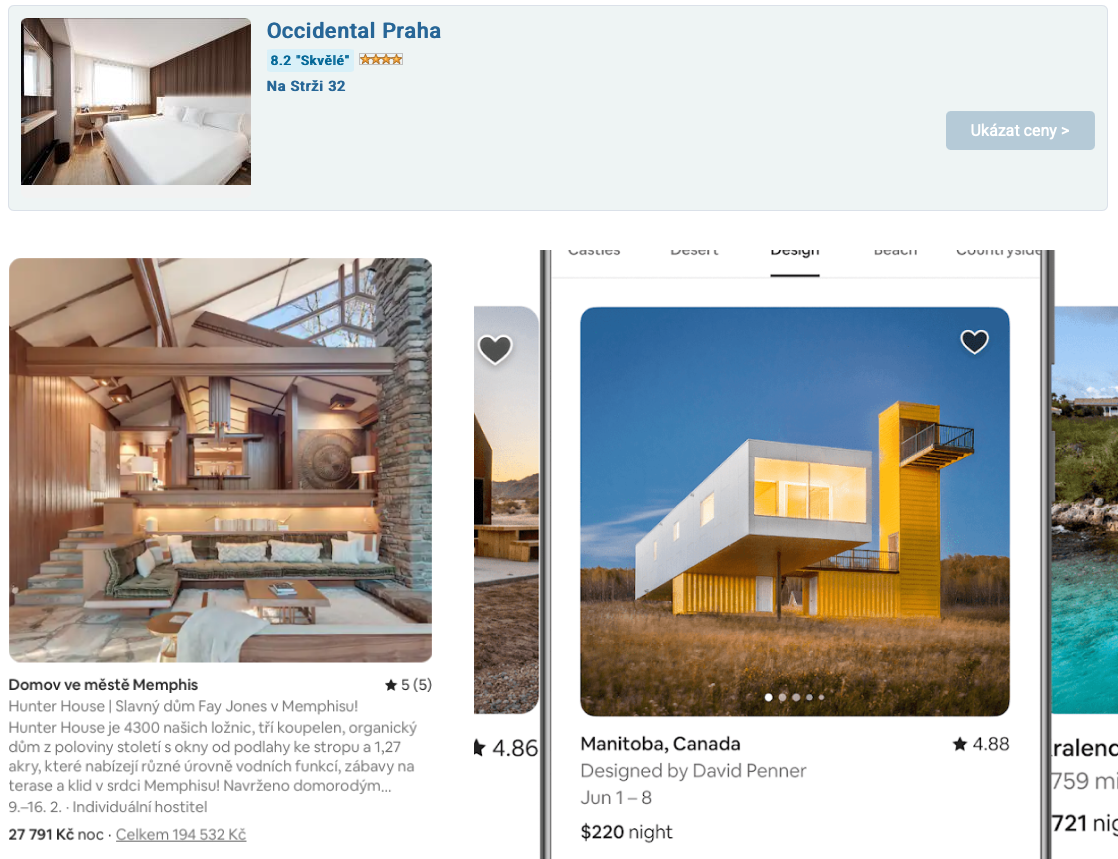 Occidental Praha
8.2 "Skvělé"
Na Strži 32
Ukázat ceny >
Castles Desert Design Beach Countryside
Domov ve městě Memphis
5 (5)
Hunter House | Slavný dům Fay Jones v Memphisu!
Hunter House je 4300 našich ložnic, tří koupelen, organický
dům z poloviny století s okny od podlahy ke stropu a 1,27
akry, které nabízejí různé úrovně vodních funkcí, zábavy na
terase a klid v srdci Memphisu! Navrženo domorodým...
9.–16. 2. · Individuální hostitel
27 791 Kč noc · Celkem 194 532 Kč
4.86
Manitoba, Canada
4.88
Designed by David Penner
Jun 1 – 8
$220 night
759 mi
721 nig